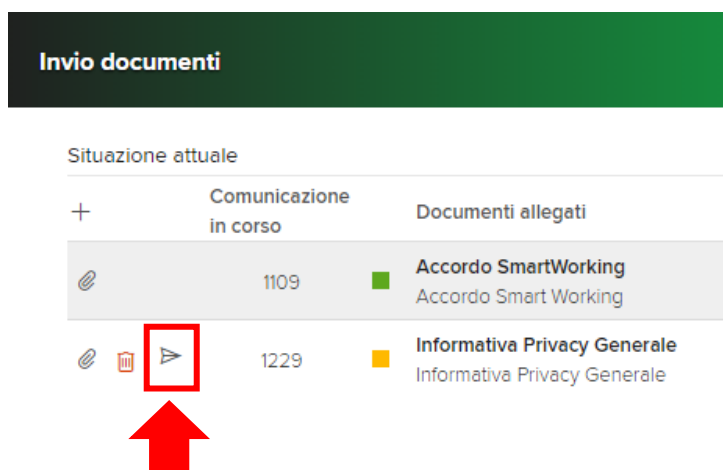 Invio documenti
Situazione attuale
Comunicazione
in corso
Documenti allegati
1109
Accordo SmartWorking
Accordo Smart Working
1229
Informativa Privacy Generale
Informativa Privacy Generale